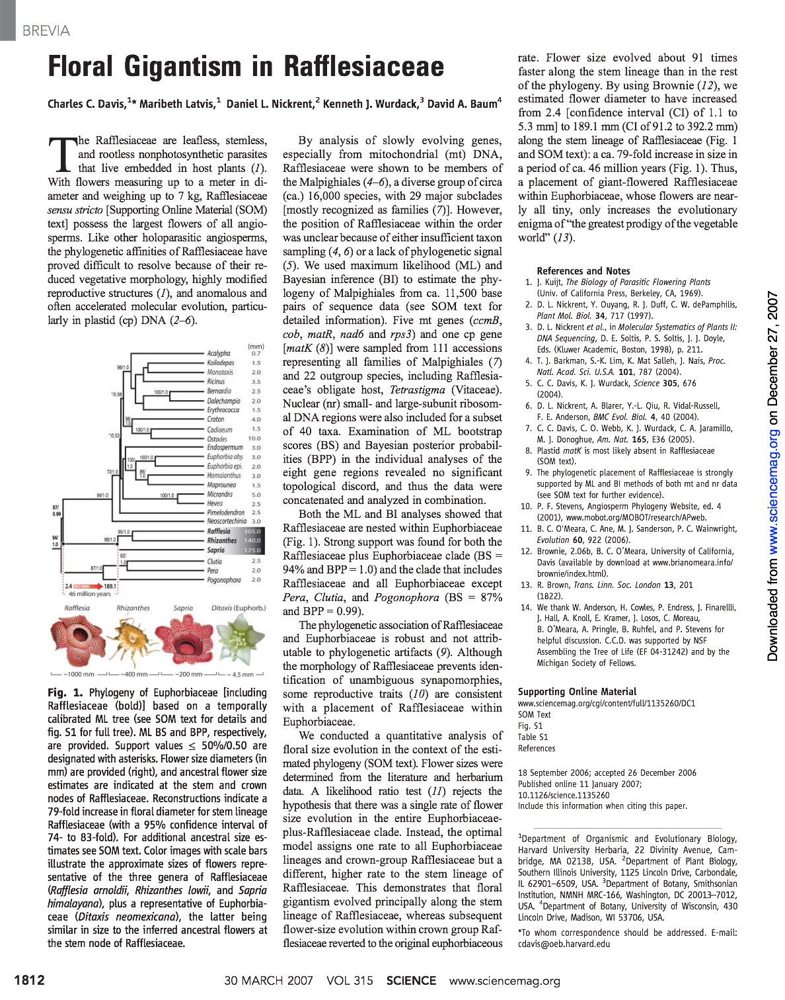 BREVIA
Floral Gigantism in Rafflesiaceae
Charles C. Davis,1* Maribeth Latvis,1 Daniel L. Nickrent,2 Kenneth J. Wurdack,3 David A. Baum4
The Rafflesiaceae are leafless, stemless,
and rootless nonphotosynthetic parasites
that live embedded in host plants (1).
With flowers measuring up to a meter in di-
ameter and weighing up to 7 kg, Rafflesiaceae
sensu stricto [Supporting Online Material (SOM)
text] possess the largest flowers of all angio-
sperms. Like other holoparasitic angiosperms,
the phylogenetic affinities of Rafflesiaceae have
proved difficult to resolve because of their re-
duced vegetative morphology, highly modified
reproductive structures (1), and anomalous and
often accelerated molecular evolution, particu-
larly in plastid (cp) DNA (2–6).
(mm)
Acalypha 0.7
Koilodepas 1.5
Monotaxis 2.0
Ricinus 3.5
Bernardia 2.5
Dalechampia 2.0
Erythrococca 1.5
Croton 4.0
Codiaeum 1.5
Ostodes 10.0
Endospermum 3.0
Euphorbia aby. 3.0
Euphorbia epi. 2.0
Homalanthus 3.0
Maprounea 1.5
Micrandra 5.0
Hevea 2.5
Pimelodendron 2.5
Neoscortechinia 3.0
Rafflesia 305.0
Rhizanthes 140.0
Sapria 175.0
Clutia 2.5
Pera 2.0
Pogonophora 2.0
98/1.0
*/0.58
100/1.0
98/
1.0
100/1.0
*/0.53
100/
1.0
100/1.0
88/
1.0
72/1.0
100/1.0
84/1.0
87/
0.99
95/1.0
98/1.0
94/
1.0
92/
1.0
87/1.0
2.4 189.1
46 million years
Rafflesia Rhizanthes Sapria Ditaxis (Euphorb.)
~1000 mm ~400 mm ~200 mm ~ 4.5 mm
Fig. 1. Phylogeny of Euphorbiaceae [including
Rafflesiaceae (bold)] based on a temporally
calibrated ML tree (see SOM text for details and
fig. S1 for full tree). ML BS and BPP, respectively,
are provided. Support values ≤ 50%/0.50 are
designated with asterisks. Flower size diameters (in
mm) are provided (right), and ancestral flower size
estimates are indicated at the stem and crown
nodes of Rafflesiaceae. Reconstructions indicate a
79-fold increase in floral diameter for stem lineage
Rafflesiaceae (with a 95% confidence interval of
74- to 83-fold). For additional ancestral size es-
timates see SOM text. Color images with scale bars
illustrate the approximate sizes of flowers repre-
sentative of the three genera of Rafflesiaceae
(Rafflesia arnoldii, Rhizanthes lowii, and Sapria
himalayana), plus a representative of Euphorbia-
ceae (Ditaxis neomexicana), the latter being
similar in size to the inferred ancestral flowers at
the stem node of Rafflesiaceae.
By analysis of slowly evolving genes,
especially from mitochondrial (mt) DNA,
Rafflesiaceae were shown to be members of
the Malpighiales (4–6), a diverse group of circa
(ca.) 16,000 species, with 29 major subclades
[mostly recognized as families (7)]. However,
the position of Rafflesiaceae within the order
was unclear because of either insufficient taxon
sampling (4, 6) or a lack of phylogenetic signal
(5). We used maximum likelihood (ML) and
Bayesian inference (BI) to estimate the phy-
logeny of Malpighiales from ca. 11,500 base
pairs of sequence data (see SOM text for
detailed information). Five mt genes (ccmB,
cob, matR, nad6 and rps3) and one cp gene
[matK (8)] were sampled from 111 accessions
representing all families of Malpighiales (7)
and 22 outgroup species, including Rafflesia-
ceae's obligate host, Tetrastigma (Vitaceae).
Nuclear (nr) small- and large-subunit ribosom-
al DNA regions were also included for a subset
of 40 taxa. Examination of ML bootstrap
scores (BS) and Bayesian posterior probabil-
ities (BPP) in the individual analyses of the
eight gene regions revealed no significant
topological discord, and thus the data were
concatenated and analyzed in combination.
Both the ML and BI analyses showed that
Rafflesiaceae are nested within Euphorbiaceae
(Fig. 1). Strong support was found for both the
Rafflesiaceae plus Euphorbiaceae clade (BS =
94% and BPP = 1.0) and the clade that includes
Rafflesiaceae and all Euphorbiaceae except
Pera, Clutia, and Pogonophora (BS = 87%
and BPP = 0.99).
The phylogenetic association of Rafflesiaceae
and Euphorbiaceae is robust and not attrib-
utable to phylogenetic artifacts (9). Although
the morphology of Rafflesiaceae prevents iden-
tification of unambiguous synapomorphies,
some reproductive traits (10) are consistent
with a placement of Rafflesiaceae within
Euphorbiaceae.
We conducted a quantitative analysis of
floral size evolution in the context of the esti-
mated phylogeny (SOM text). Flower sizes were
determined from the literature and herbarium
data. A likelihood ratio test (11) rejects the
hypothesis that there was a single rate of flower
size evolution in the entire Euphorbiaceae-
plus-Rafflesiaceae clade. Instead, the optimal
model assigns one rate to all Euphorbiaceae
lineages and crown-group Rafflesiaceae but a
different, higher rate to the stem lineage of
Rafflesiaceae. This demonstrates that floral
gigantism evolved principally along the stem
lineage of Rafflesiaceae, whereas subsequent
flower-size evolution within crown group Raf-
flesiaceae reverted to the original euphorbiaceous
rate. Flower size evolved about 91 times
faster along the stem lineage than in the rest
of the phylogeny. By using Brownie (12), we
estimated flower diameter to have increased
from 2.4 [confidence interval (CI) of 1.1 to
5.3 mm] to 189.1 mm (CI of 91.2 to 392.2 mm)
along the stem lineage of Rafflesiaceae (Fig. 1
and SOM text): a ca. 79-fold increase in size in
a period of ca. 46 million years (Fig. 1). Thus,
a placement of giant-flowered Rafflesiaceae
within Euphorbiaceae, whose flowers are near-
ly all tiny, only increases the evolutionary
enigma of “the greatest prodigy of the vegetable
world” (13).
References and Notes
1. J. Kuijt, The Biology of Parasitic Flowering Plants
(Univ. of California Press, Berkeley, CA, 1969).
2. D. L. Nickrent, Y. Ouyang, R. J. Duff, C. W. dePamphilis,
Plant Mol. Biol. 34, 717 (1997).
3. D. L. Nickrent et al., in Molecular Systematics of Plants II:
DNA Sequencing, D. E. Soltis, P. S. Soltis, J. J. Doyle,
Eds. (Kluwer Academic, Boston, 1998), p. 211.
4. T. J. Barkman, S.-K. Lim, K. Mat Salleh, J. Nais, Proc.
Natl. Acad. Sci. U.S.A. 101, 787 (2004).
5. C. C. Davis, K. J. Wurdack, Science 305, 676
(2004).
6. D. L. Nickrent, A. Blarer, Y.-L. Qiu, R. Vidal-Russell,
F. E. Anderson, BMC Evol. Biol. 4, 40 (2004).
7. C. C. Davis, C. O. Webb, K. J. Wurdack, C. A. Jaramillo,
M. J. Donoghue, Am. Nat. 165, E36 (2005).
8. Plastid matK is most likely absent in Rafflesiaceae
(SOM text).
9. The phylogenetic placement of Rafflesiaceae is strongly
supported by ML and BI methods of both mt and nr data
(see SOM text for further evidence).
10. P. F. Stevens, Angiosperm Phylogeny Website, ed. 4
(2001), www.mobot.org/MOBOT/research/APweb.
11. B. C. O'Meara, C. Ane, M. J. Sanderson, P. C. Wainwright,
Evolution 60, 922 (2006).
12. Brownie, 2.06b, B. C. O'Meara, University of California,
Davis (available by download at www.brianomeara.info/
brownie/index.html).
13. R. Brown, Trans. Linn. Soc. London 13, 201
(1822).
14. We thank W. Anderson, H. Cowles, P. Endress, J. Finarellli,
J. Hall, A. Knoll, E. Kramer, J. Losos, C. Moreau,
B. O'Meara, A. Pringle, B. Ruhfel, and P. Stevens for
helpful discussion. C.C.D. was supported by NSF
Assembling the Tree of Life (EF 04-31242) and by the
Michigan Society of Fellows.
Supporting Online Material
www.sciencemag.org/cgi/content/full/1135260/DC1
SOM Text
Fig. S1
Table S1
References
18 September 2006; accepted 26 December 2006
Published online 11 January 2007;
10.1126/science.1135260
Include this information when citing this paper.
1Department of Organismic and Evolutionary Biology,
Harvard University Herbaria, 22 Divinity Avenue, Cam-
bridge, MA 02138, USA. 2Department of Plant Biology,
Southern Illinois University, 1125 Lincoln Drive, Carbondale,
IL 62901–6509, USA. 3Department of Botany, Smithsonian
Institution, NMNH MRC-166, Washington, DC 20013–7012,
USA. 4Department of Botany, University of Wisconsin, 430
Lincoln Drive, Madison, WI 53706, USA.
*To whom correspondence should be addressed. E-mail:
cdavis@oeb.harvard.edu
Downloaded from www.sciencemag.org on December 27, 2007
1812 30 MARCH 2007 VOL 315 SCIENCE www.sciencemag.org